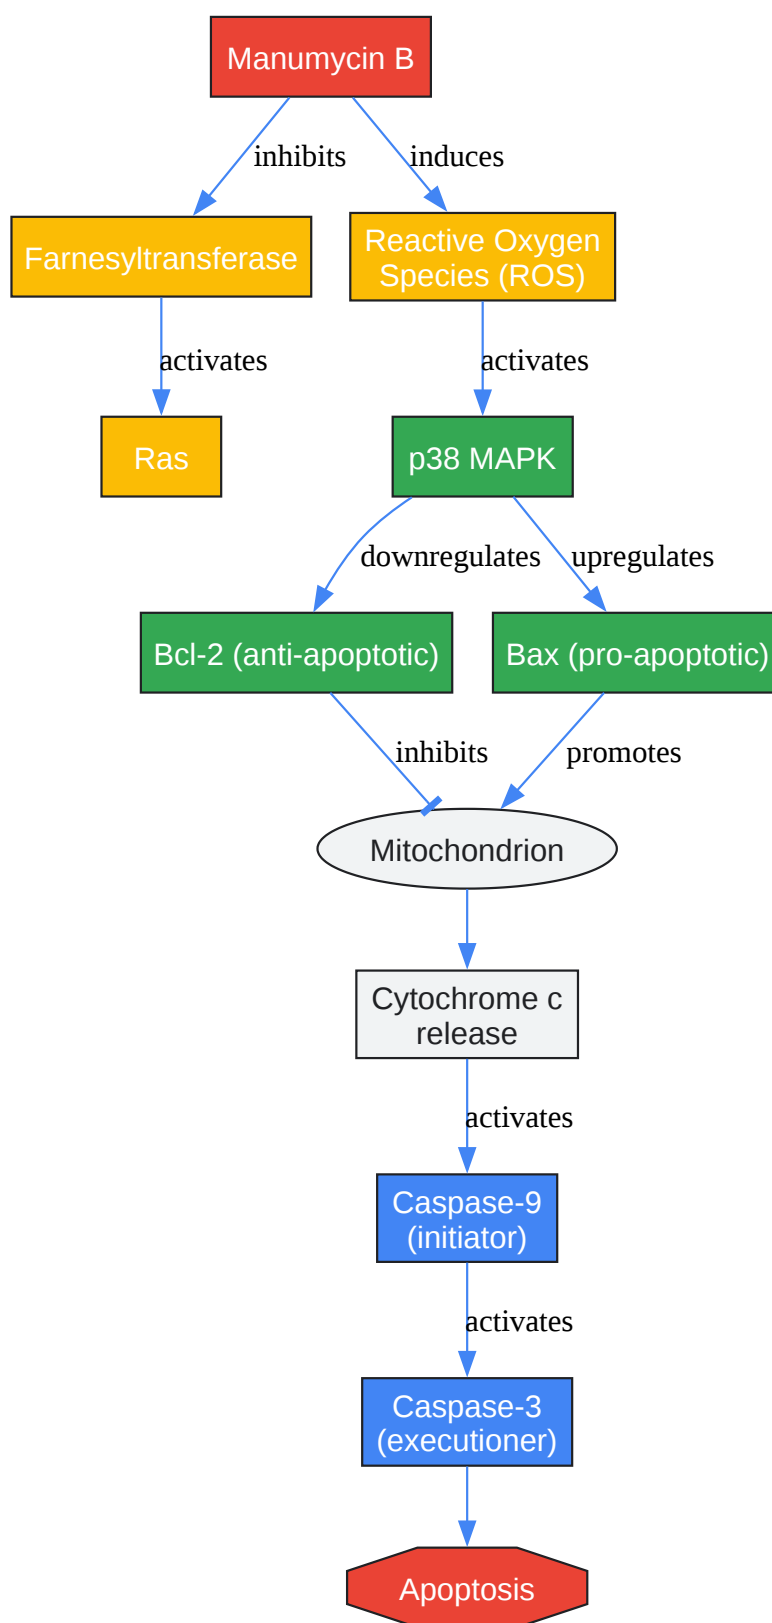 Manumycin B
inhibits
induces
Farnesyltransferase
Reactive Oxygen
Species (ROS)
activates
activates
Ras
p38 MAPK
downregulates
upregulates
Bcl-2 (anti-apoptotic)
Bax (pro-apoptotic)
inhibits
promotes
Mitochondrion
Cytochrome c
release
activates
Caspase-9
(initiator)
activates
Caspase-3
(executioner)
Apoptosis